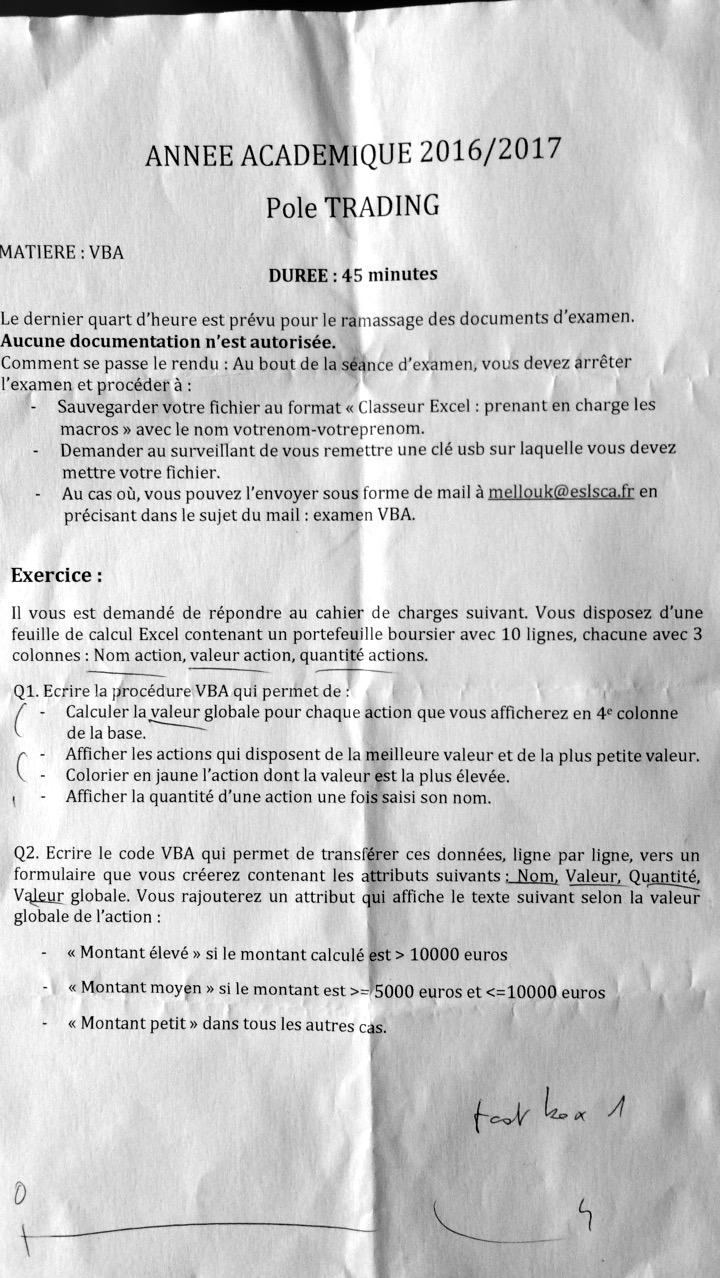 ANNEE ACADEMIQUE 2016/2017
Pole TRADING
MATIERE : VBA
DUREE : 45 minutes
Le dernier quart d'heure est prévu pour le ramassage des documents d'examen.
Aucune documentation n'est autorisée.
Comment se passe le rendu : Au bout de la séance d'examen, vous devez arrêter
l'examen et procéder à :
- Sauvegarder votre fichier au format « Classeur Excel : prenant en charge les
macros » avec le nom votrenom-votreprenom.
- Demander au surveillant de vous remettre une clé usb sur laquelle vous devez
mettre votre fichier.
- Au cas où, vous pouvez l'envoyer sous forme de mail à mellouk@eslsca.fr en
précisant dans le sujet du mail : examen VBA.
Exercice :
Il vous est demandé de répondre au cahier de charges suivant. Vous disposez d'une
feuille de calcul Excel contenant un portefeuille boursier avec 10 lignes, chacune avec 3
colonnes : Nom action, valeur action, quantité actions.
Q1. Ecrire la procédure VBA qui permet de :
- Calculer la valeur globale pour chaque action que vous afficherez en 4e colonne
de la base.
- Afficher les actions qui disposent de la meilleure valeur et de la plus petite valeur.
- Colorier en jaune l'action dont la valeur est la plus élevée.
- Afficher la quantité d'une action une fois saisi son nom.
Q2. Ecrire le code VBA qui permet de transférer ces données, ligne par ligne, vers un
formulaire que vous créerez contenant les attributs suivants : Nom, Valeur, Quantité,
Valeur globale. Vous rajouterez un attribut qui affiche le texte suivant selon la valeur
globale de l'action :
- « Montant élevé » si le montant calculé est > 10000 euros
- « Montant moyen » si le montant est >= 5000 euros et <=10000 euros
- « Montant petit » dans tous les autres cas.
box 1
0
4